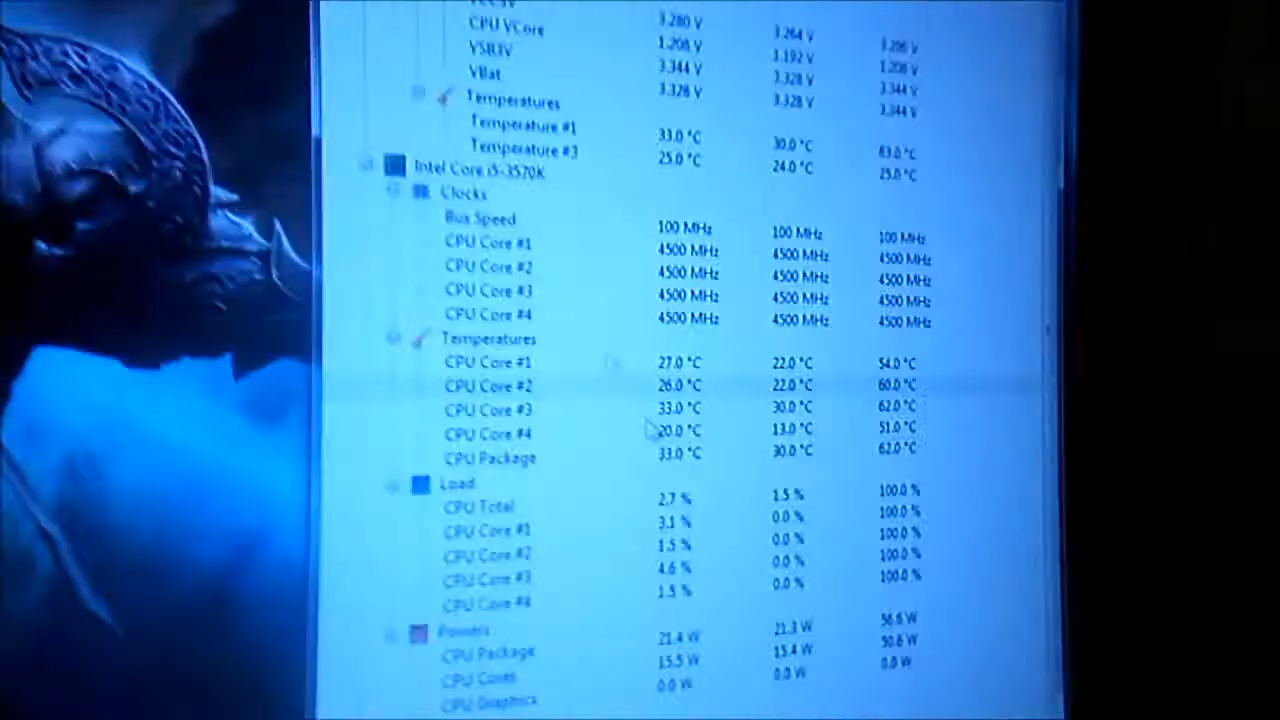 CPU VCore 3.280 V 3.264 V 3.296 V
VSB3V 1.208 V 1.192 V 1.208 V
VBat 3.344 V 3.328 V 3.344 V
Temperatures 3.328 V 3.328 V 3.344 V
Temperature #1 33.0 °C 30.0 °C 63.0 °C
Temperature #3 25.0 °C 24.0 °C 25.0 °C
Intel Core i5-3570K
Clocks
Bus Speed 100 MHz 100 MHz 100 MHz
CPU Core #1 4500 MHz 4500 MHz 4500 MHz
CPU Core #2 4500 MHz 4500 MHz 4500 MHz
CPU Core #3 4500 MHz 4500 MHz 4500 MHz
CPU Core #4 4500 MHz 4500 MHz 4500 MHz
Temperatures
CPU Core #1 27.0 °C 22.0 °C 54.0 °C
CPU Core #2 26.0 °C 22.0 °C 60.0 °C
CPU Core #3 33.0 °C 30.0 °C 62.0 °C
CPU Core #4 20.0 °C 13.0 °C 51.0 °C
CPU Package 33.0 °C 30.0 °C 62.0 °C
Load
CPU Total 2.7 % 1.5 % 100.0 %
CPU Core #1 3.1 % 0.0 % 100.0 %
CPU Core #2 1.5 % 0.0 % 100.0 %
CPU Core #3 4.6 % 0.0 % 100.0 %
CPU Core #4 1.5 % 0.0 % 100.0 %
Powers
CPU Package 21.4 W 21.3 W 56.6 W
CPU Cores 15.5 W 15.4 W 50.6 W
CPU Graphics 0.0 W 0.0 W 0.0 W